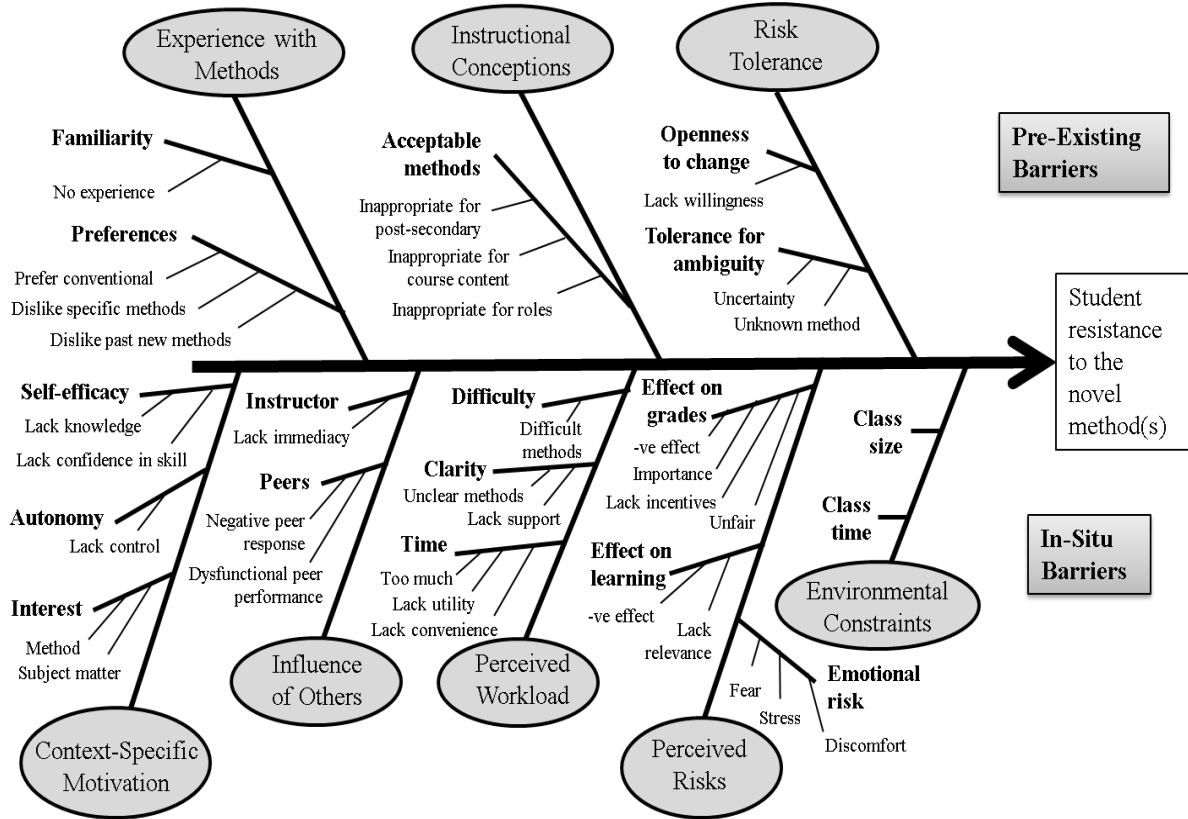 Experience with
Methods
Instructional
Conceptions
Risk
Tolerance
Pre-Existing
Barriers
Familiarity
No experience
Preferences
Prefer conventional
Dislike specific methods
Dislike past new methods
Acceptable
methods
Inappropriate for
post-secondary
Inappropriate for
course content
Inappropriate for roles
Openness
to change
Lack willingness
Tolerance for
ambiguity
Uncertainty
Unknown method
Student
resistance
to the
novel
method(s)
Self-efficacy
Lack knowledge
Lack confidence in skill
Autonomy
Lack control
Interest
Method
Subject matter
Context-Specific
Motivation
Instructor
Lack immediacy
Peers
Negative peer
response
Dysfunctional peer
performance
Influence
of Others
Difficulty
Difficult
methods
Clarity
Unclear methods
Lack support
Time
Too much
Lack utility
Lack convenience
Perceived
Workload
Effect on
grades
-ve effect
Importance
Lack incentives
Unfair
Effect on
learning
-ve effect
Lack
relevance
Emotional
risk
Fear
Stress
Discomfort
Perceived
Risks
Class
size
Class
time
Environmental
Constraints
In-Situ
Barriers